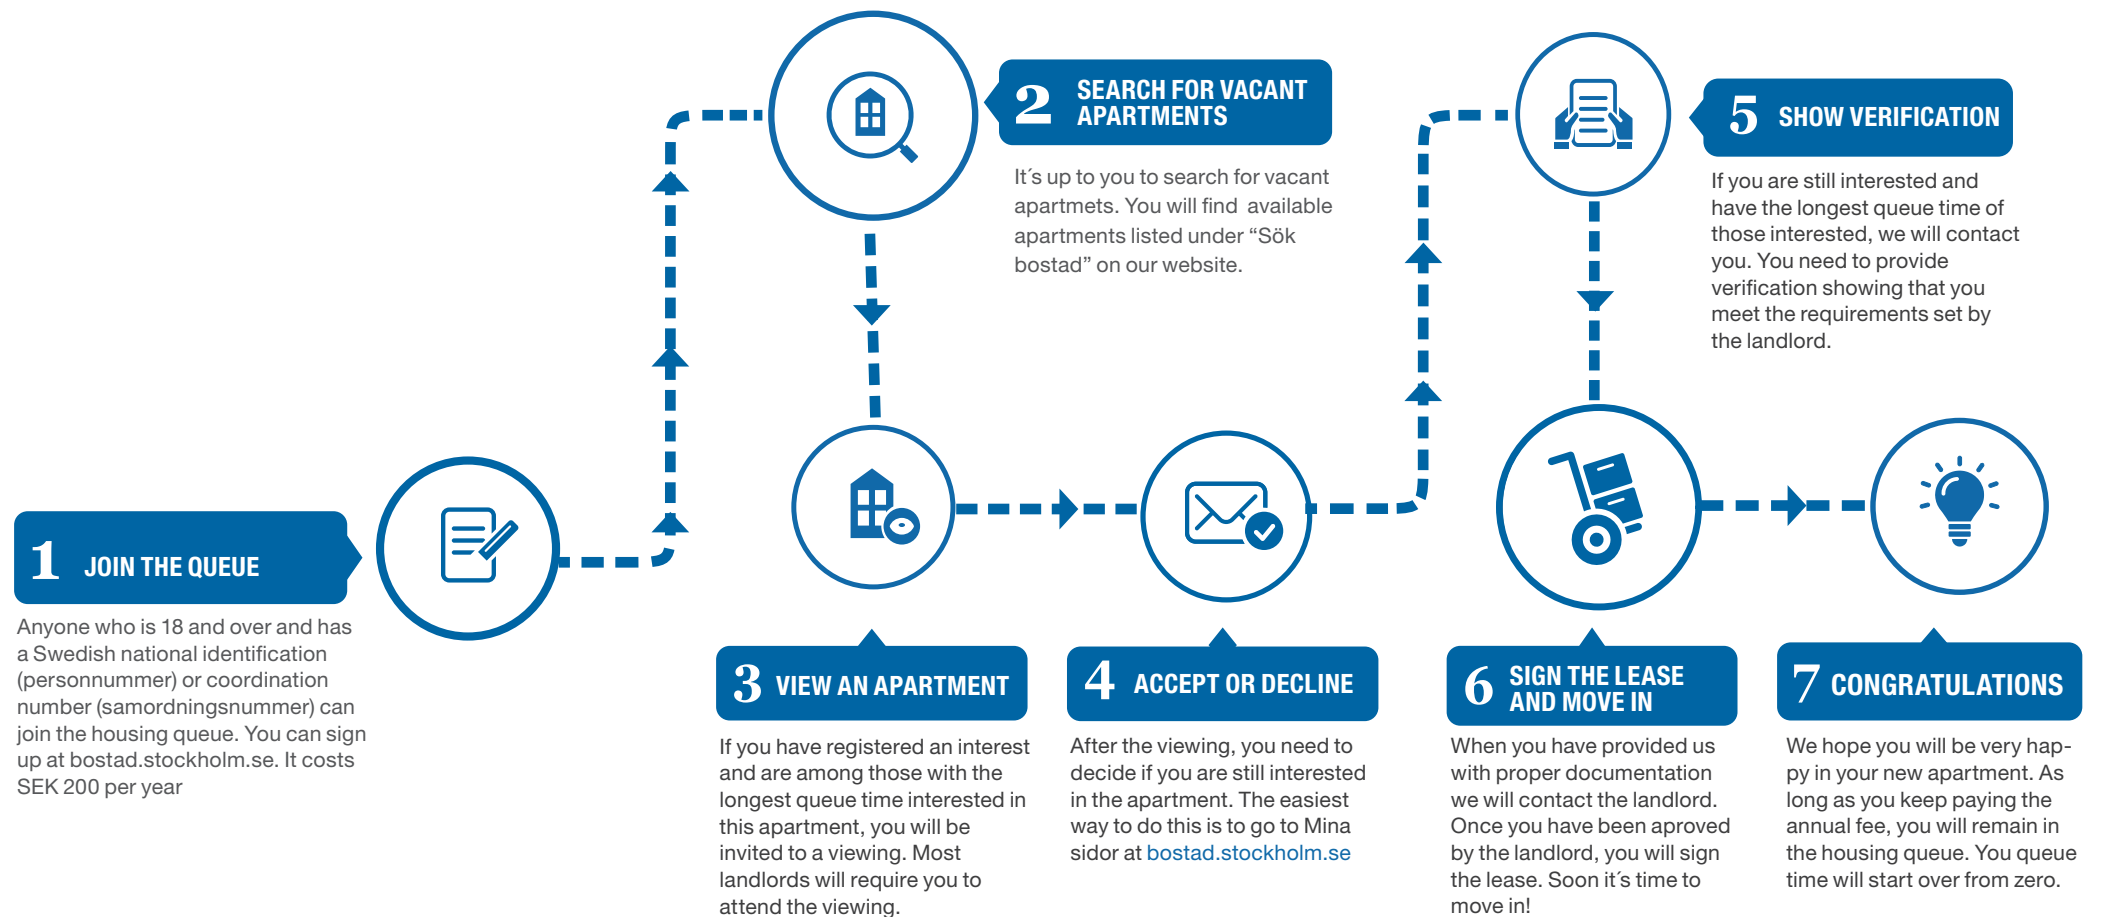 1 JOIN THE QUEUE
Anyone who is 18 and over and has
a Swedish national identification
(personnummer) or coordination
number (samordningsnummer) can
join the housing queue. You can sign
up at bostad.stockholm.se. It costs
SEK 200 per year
2 SEARCH FOR VACANT
APARTMENTS
It´s up to you to search for vacant
apartmets. You will find available
apartments listed under “Sök
bostad” on our website.
3 VIEW AN APARTMENT
If you have registered an interest
and are among those with the
longest queue time interested in
this apartment, you will be
invited to a viewing. Most
landlords will require you to
attend the viewing.
4 ACCEPT OR DECLINE
After the viewing, you need to
decide if you are still interested
in the apartment. The easiest
way to do this is to go to Mina
sidor at bostad.stockholm.se
5 SHOW VERIFICATION
If you are still interested and
have the longest queue time of
those interested, we will contact
you. You need to provide
verification showing that you
meet the requirements set by
the landlord.
6 SIGN THE LEASE
AND MOVE IN
When you have provided us
with proper documentation
we will contact the landlord.
Once you have been aproved
by the landlord, you will sign
the lease. Soon it´s time to
move in!
7 CONGRATULATIONS
We hope you will be very hap-
py in your new apartment. As
long as you keep paying the
annual fee, you will remain in
the housing queue. You queue
time will start over from zero.